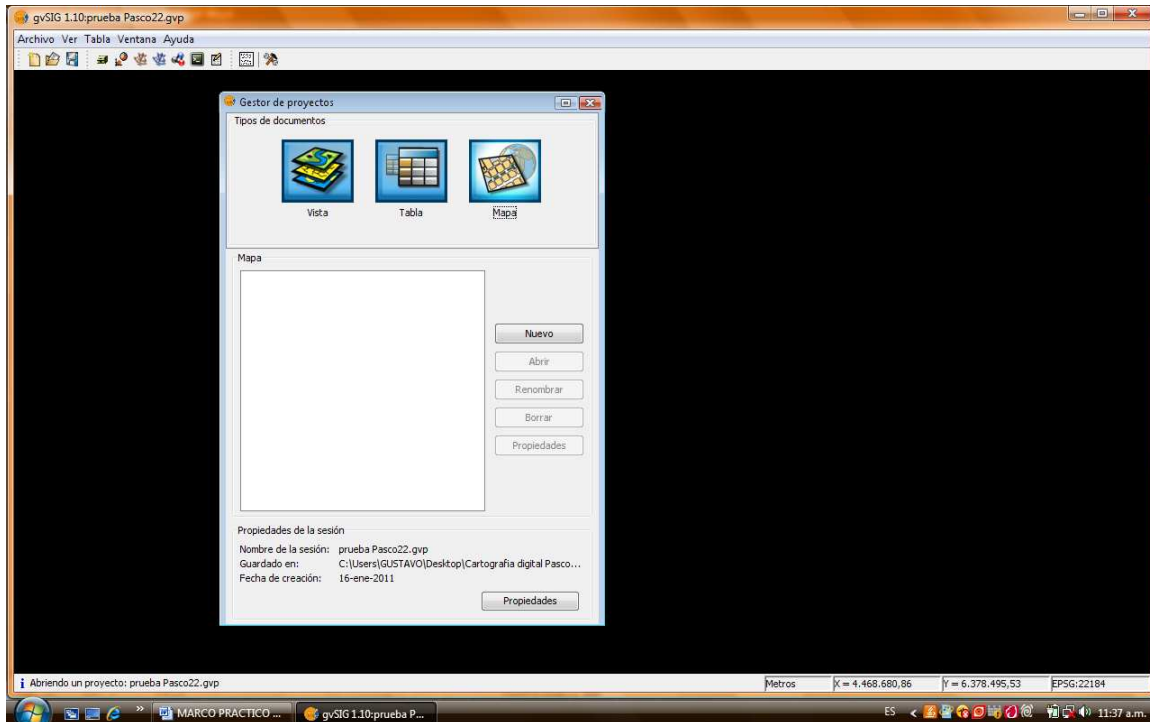 gvSIG 1.10:prueba Pasco22.gvp
Archivo Ver Tabla Ventana Ayuda
Gestor de proyectos
Tipos de documentos
Vista Tabla Mapa
Mapa
Nuevo
Abrir
Renombrar
Borrar
Propiedades
Propiedades de la sesión
Nombre de la sesión: prueba Pasco22.gvp
Guardado en: C:\Users\GUSTAVO\Desktop\Cartografia digital Pasco...
Fecha de creación: 16-ene-2011
Propiedades
Abriendo un proyecto: prueba Pasco22.gvp Metros X = 4.468.680,86 Y = 6.378.495,53 EPSG:22184
MARCO PRACTICO ... gvSIG 1.10:prueba P... ES 11:37 a.m.